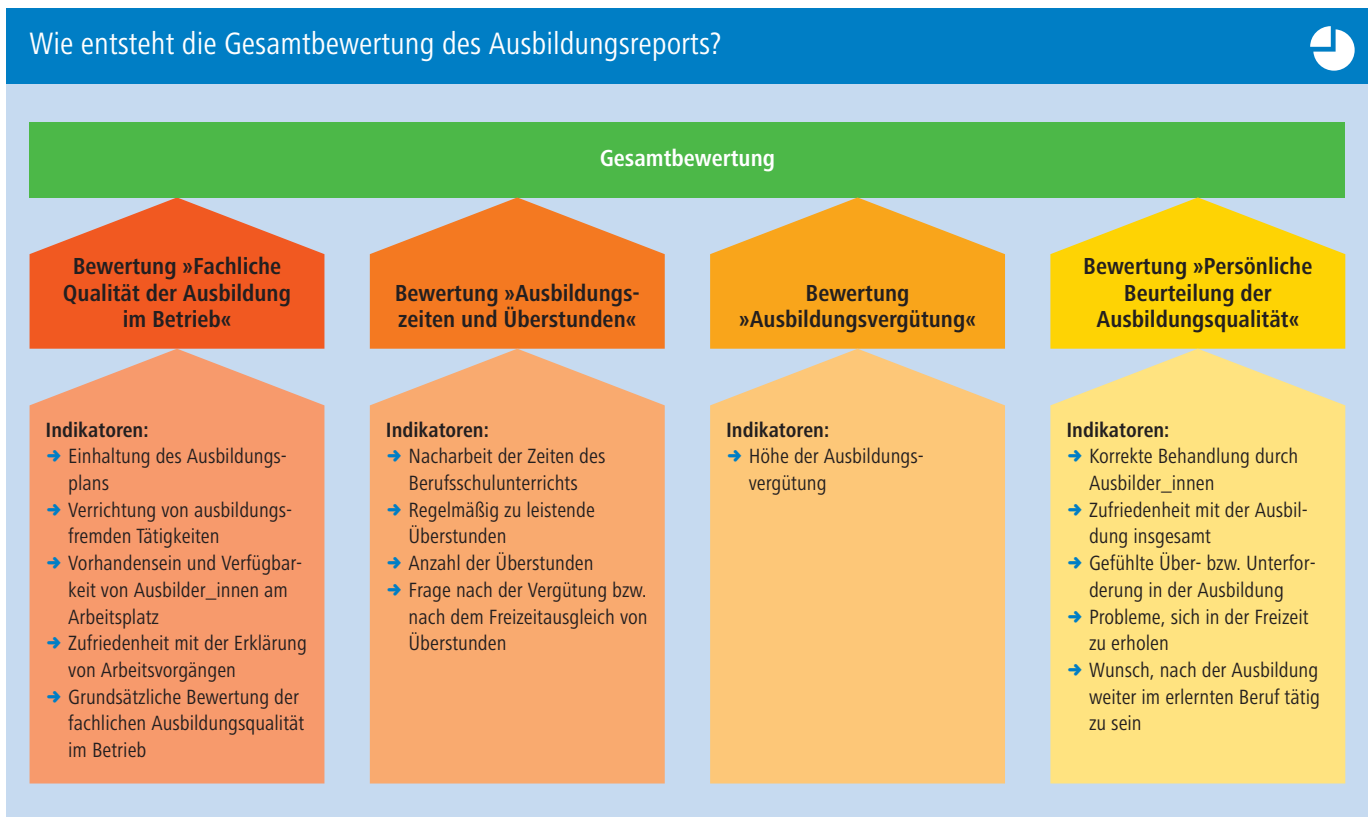 Wie entsteht die Gesamtbewertung des Ausbildungsreports?
Gesamtbewertung
Bewertung »Fachliche
Qualität der Ausbildung
im Betrieb«
Indikatoren:
➔ Einhaltung des Ausbildungs-
plans
➔ Verrichtung von ausbildungs-
fremden Tätigkeiten
➔ Vorhandensein und Verfügbar-
keit von Ausbilder_innen am
Arbeitsplatz
➔ Zufriedenheit mit der Erklärung
von Arbeitsvorgängen
➔ Grundsätzliche Bewertung der
fachlichen Ausbildungsqualität
im Betrieb
Bewertung »Ausbildungs-
zeiten und Überstunden«
Indikatoren:
➔ Nacharbeit der Zeiten des
Berufsschulunterrichts
➔ Regelmäßig zu leistende
Überstunden
➔ Anzahl der Überstunden
➔ Frage nach der Vergütung bzw.
nach dem Freizeitausgleich von
Überstunden
Bewertung
»Ausbildungsvergütung«
Indikatoren:
➔ Höhe der Ausbildungs-
vergütung
Bewertung »Persönliche
Beurteilung der
Ausbildungsqualität«
Indikatoren:
➔ Korrekte Behandlung durch
Ausbilder_innen
➔ Zufriedenheit mit der Ausbil-
dung insgesamt
➔ Gefühlte Über- bzw. Unterfor-
derung in der Ausbildung
➔ Probleme, sich in der Freizeit
zu erholen
➔ Wunsch, nach der Ausbildung
weiter im erlernten Beruf tätig
zu sein